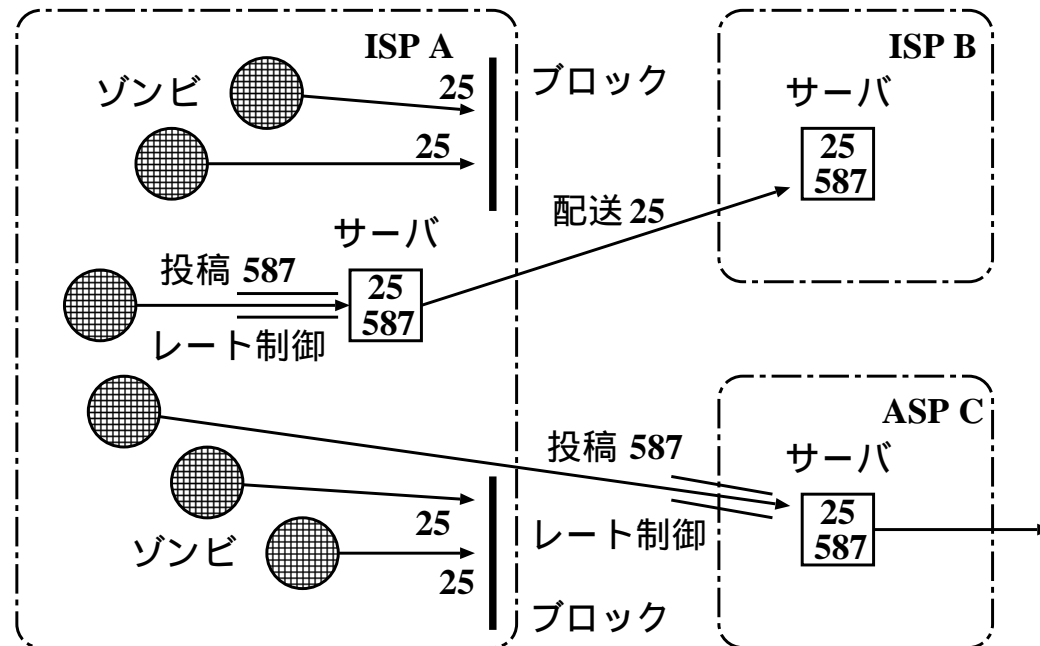 ISP A
ゾンビ
25
ブロック
25
サーバ
投稿 587
25
587
レート制御
配送 25
ISP B
サーバ
25
587
投稿 587
レート制御
ASP C
サーバ
25
587
ゾンビ
25
25
ブロック